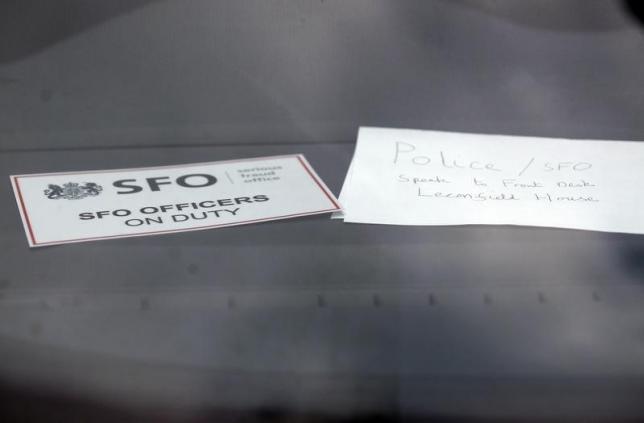 SFO
serious
fraud
office
SFO OFFICERS
ON DUTY
Police / SFO
Speak to Front Desk
Leconfield House